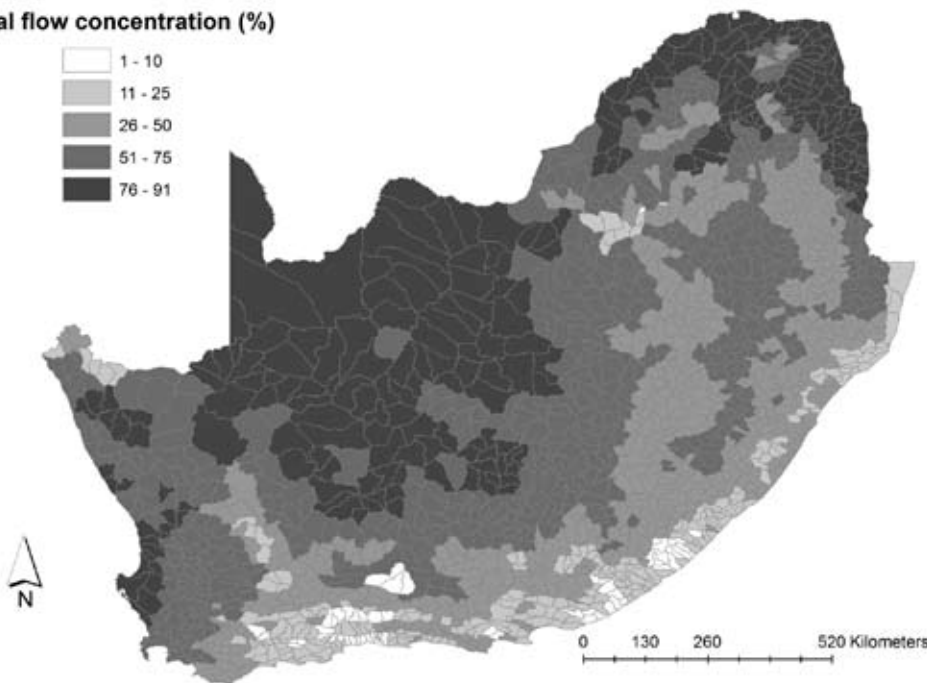 al flow concentration (%)
1 - 10
11 - 25
26 - 50
51 - 75
76 - 91
N
0 130 260 520 Kilometers